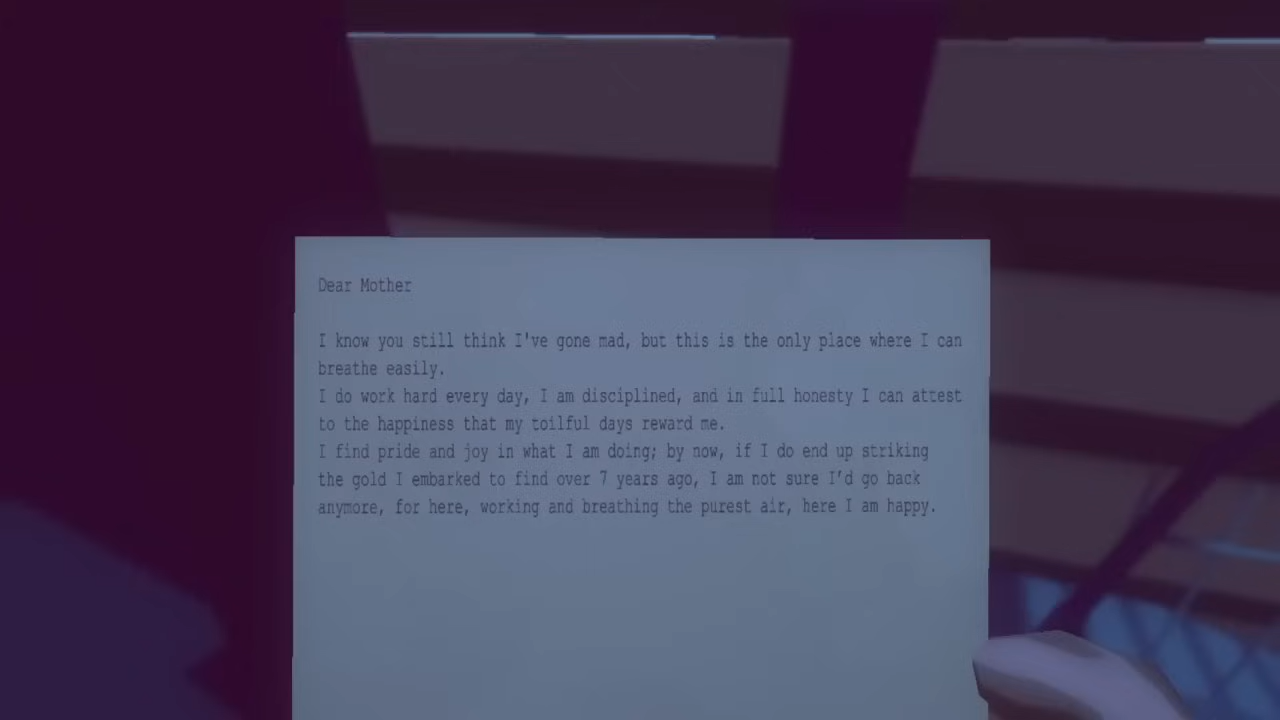 Dear Mother
I know you still think I've gone mad, but this is the only place where I can
breathe easily.
I do work hard every day, I am disciplined, and in full honesty I can attest
to the happiness that my toilful days reward me.
I find pride and joy in what I am doing; by now, if I do end up striking
the gold I embarked to find over 7 years ago, I am not sure I'd go back
anymore, for here, working and breathing the purest air, here I am happy.